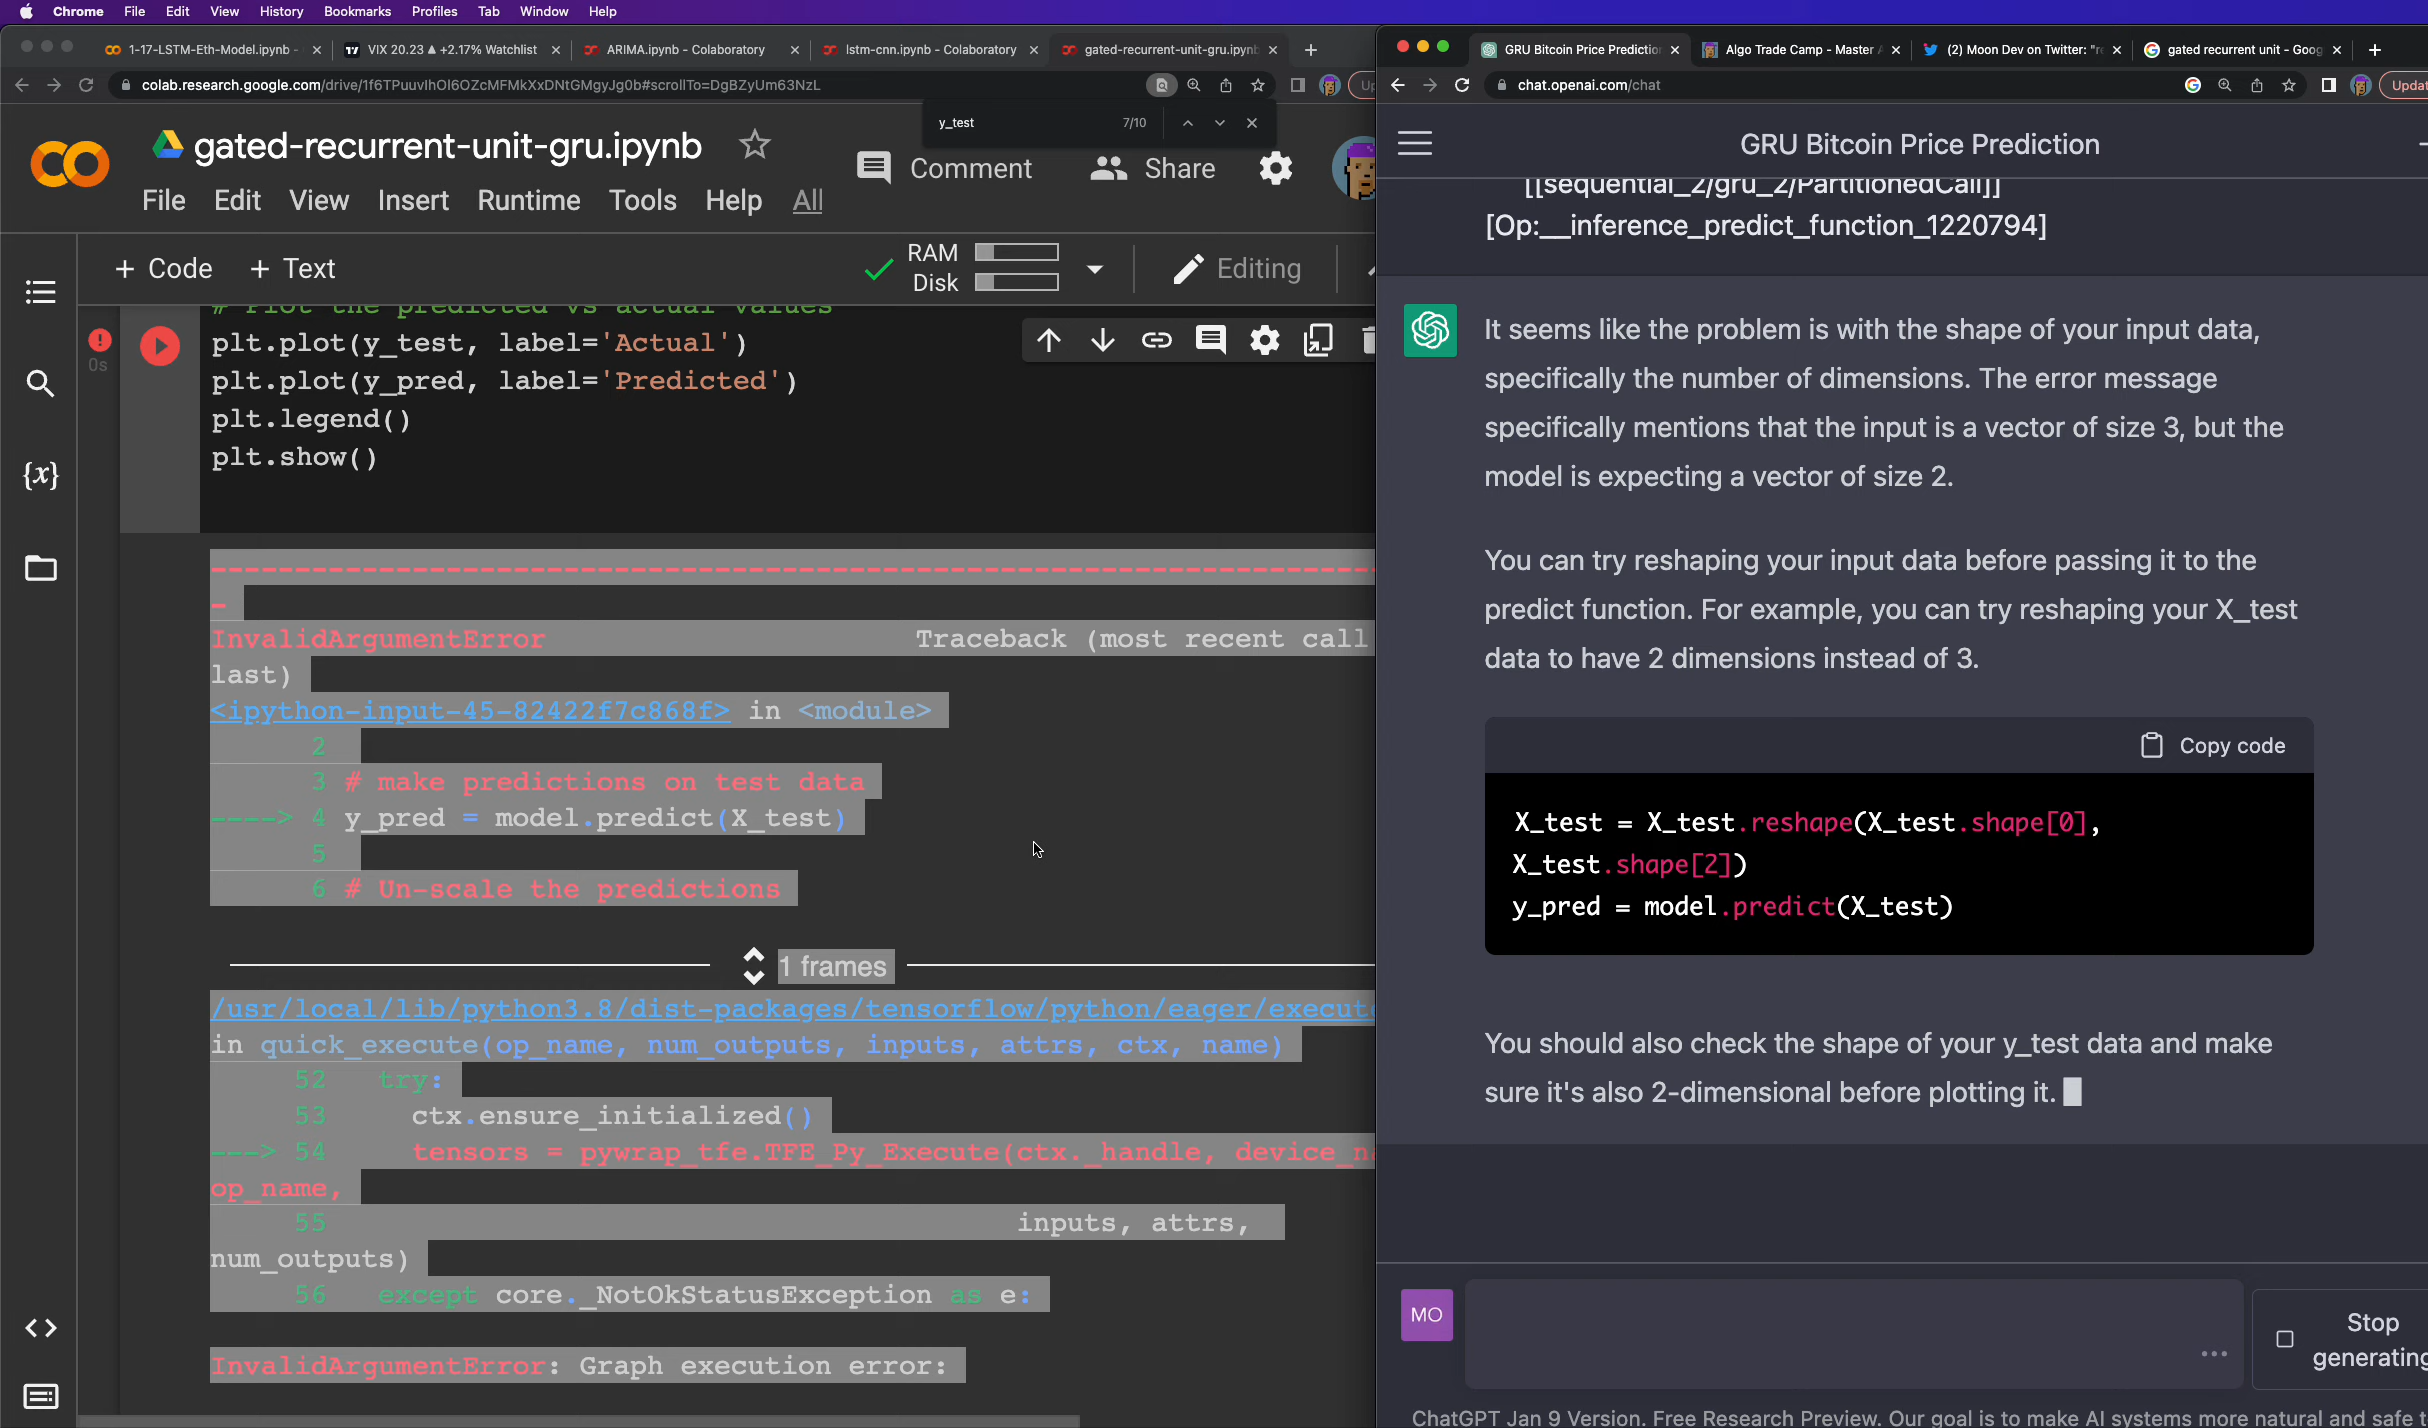 Chrome File Edit View History Bookmarks Profiles Tab Window Help
1-17-LSTM-Eth-Model.ipynb -
VIX 20.23 ▲ +2.17% Watchlist
ARIMA.ipynb - Colaboratory
lstm-cnn.ipynb - Colaboratory
gated-recurrent-unit-gru.ipynb
colab.research.google.com/drive/1f6TPuuvIhOI6OZcMFMkXxDNtGMgyJg0b#scrollTo=DgBZyUm63NzL
y_test 7/10
gated-recurrent-unit-gru.ipynb
Comment Share
File Edit View Insert Runtime Tools Help All
+ Code + Text
RAM
Disk
Editing
# Plot the predicted vs actual values
0s
plt.plot(y_test, label='Actual')
plt.plot(y_pred, label='Predicted')
plt.legend()
plt.show()
{x}
InvalidArgumentError Traceback (most recent call
last)
<ipython-input-45-82422f7c868f> in <module>
2
3 # make predictions on test data
----> 4 y_pred = model.predict(X_test)
5
6 # Un-scale the predictions
1 frames
/usr/local/lib/python3.8/dist-packages/tensorflow/python/eager/execute
in quick_execute(op_name, num_outputs, inputs, attrs, ctx, name)
52 try:
53 ctx.ensure_initialized()
---> 54 tensors = pywrap_tfe.TFE_Py_Execute(ctx._handle, device_na
op_name,
55 inputs, attrs,
num_outputs)
56 except core._NotOkStatusException as e:
InvalidArgumentError: Graph execution error:
GRU Bitcoin Price Prediction
Algo Trade Camp - Master
(2) Moon Dev on Twitter: "re
gated recurrent unit - Goog
chat.openai.com/chat
Updat
GRU Bitcoin Price Prediction
[[sequential_2/gru_2/PartitionedCall]]
[Op:__inference_predict_function_1220794]
It seems like the problem is with the shape of your input data,
specifically the number of dimensions. The error message
specifically mentions that the input is a vector of size 3, but the
model is expecting a vector of size 2.
You can try reshaping your input data before passing it to the
predict function. For example, you can try reshaping your X_test
data to have 2 dimensions instead of 3.
Copy code
X_test = X_test.reshape(X_test.shape[0],
X_test.shape[2])
y_pred = model.predict(X_test)
You should also check the shape of your y_test data and make
sure it's also 2-dimensional before plotting it.
MO
Stop
generating
ChatGPT Jan 9 Version. Free Research Preview. Our goal is to make AI systems more natural and safe t